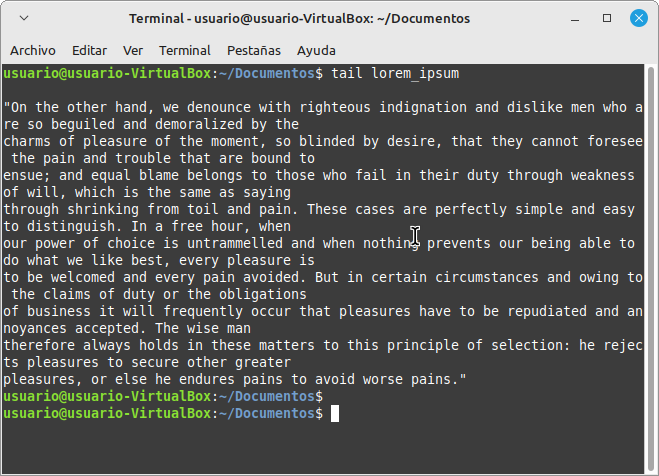 Terminal - usuario@usuario-VirtualBox: ~/Documentos
Archivo Editar Ver Terminal Pestañas Ayuda
usuario@usuario-VirtualBox:~/Documentos$ tail lorem_ipsum

"On the other hand, we denounce with righteous indignation and dislike men who a
re so beguiled and demoralized by the
charms of pleasure of the moment, so blinded by desire, that they cannot foresee
 the pain and trouble that are bound to
ensue; and equal blame belongs to those who fail in their duty through weakness
of will, which is the same as saying
through shrinking from toil and pain. These cases are perfectly simple and easy
to distinguish. In a free hour, when
our power of choice is untrammelled and when nothing prevents our being able to
do what we like best, every pleasure is
to be welcomed and every pain avoided. But in certain circumstances and owing to
 the claims of duty or the obligations
of business it will frequently occur that pleasures have to be repudiated and an
noyances accepted. The wise man
therefore always holds in these matters to this principle of selection: he rejec
ts pleasures to secure other greater
pleasures, or else he endures pains to avoid worse pains."
usuario@usuario-VirtualBox:~/Documentos$
usuario@usuario-VirtualBox:~/Documentos$